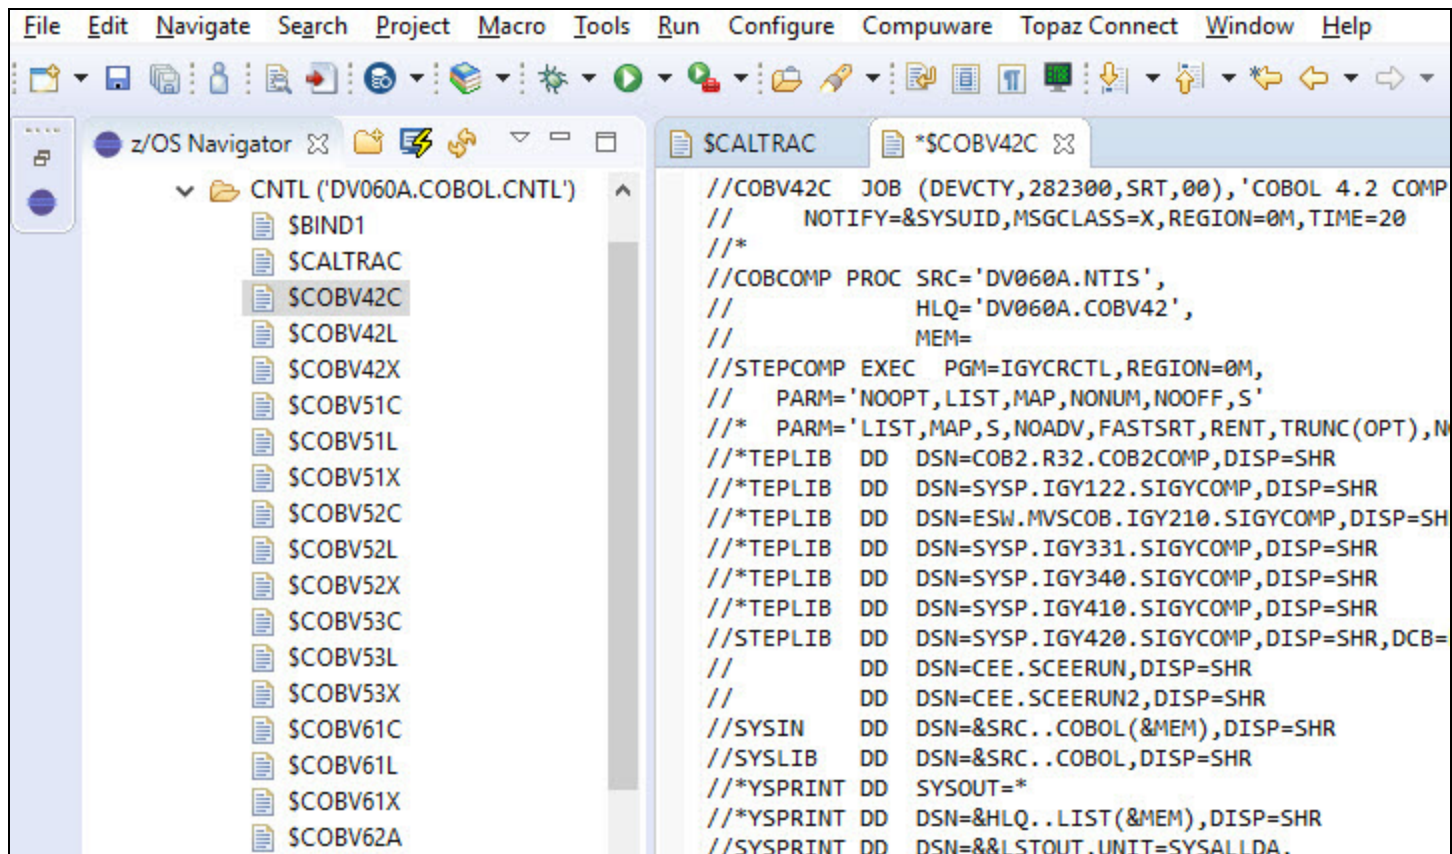 File Edit Navigate Search Project Macro Tools Run Configure Compuware Topaz Connect Window Help
z/OS Navigator
CNTL ('DV060A.COBOL.CNTL')
$BIND1
$CALTRAC
$COBV42C
$COBV42L
$COBV42X
$COBV51C
$COBV51L
$COBV51X
$COBV52C
$COBV52L
$COBV52X
$COBV53C
$COBV53L
$COBV53X
$COBV61C
$COBV61L
$COBV61X
$COBV62A
$CALTRAC *$COBV42C
//COBV42C  JOB (DEVCTY,282300,SRT,00),'COBOL 4.2 COMP
//     NOTIFY=&SYSUID,MSGCLASS=X,REGION=0M,TIME=20
//*
//COBCOMP PROC SRC='DV060A.NTIS',
//             HLQ='DV060A.COBV42',
//             MEM=
//STEPCOMP EXEC  PGM=IGYCRCTL,REGION=0M,
//   PARM='NOOPT,LIST,MAP,NONUM,NOOFF,S'
//*  PARM='LIST,MAP,S,NOADV,FASTSRT,RENT,TRUNC(OPT),NO
//*TEPLIB  DD  DSN=COB2.R32.COB2COMP,DISP=SHR
//*TEPLIB  DD  DSN=SYSP.IGY122.SIGYCOMP,DISP=SHR
//*TEPLIB  DD  DSN=ESW.MVSCOB.IGY210.SIGYCOMP,DISP=SH
//*TEPLIB  DD  DSN=SYSP.IGY331.SIGYCOMP,DISP=SHR
//*TEPLIB  DD  DSN=SYSP.IGY340.SIGYCOMP,DISP=SHR
//*TEPLIB  DD  DSN=SYSP.IGY410.SIGYCOMP,DISP=SHR
//STEPLIB  DD  DSN=SYSP.IGY420.SIGYCOMP,DISP=SHR,DCB=
//         DD  DSN=CEE.SCEERUN,DISP=SHR
//         DD  DSN=CEE.SCEERUN2,DISP=SHR
//SYSIN    DD  DSN=&SRC..COBOL(&MEM),DISP=SHR
//SYSLIB   DD  DSN=&SRC..COBOL,DISP=SHR
//*YSPRINT DD  SYSOUT=*
//*YSPRINT DD  DSN=&HLQ..LIST(&MEM),DISP=SHR
//SYSPRINT DD  DSN=&&LSTOUT,UNIT=SYSALLDA,